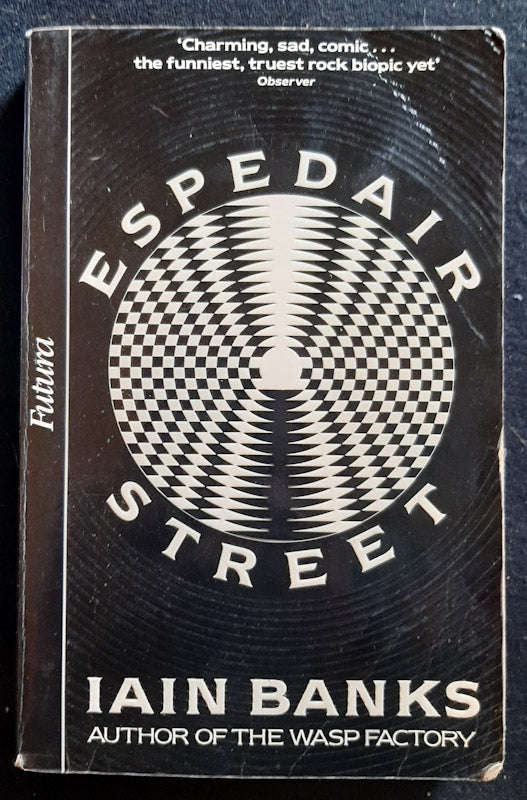 'Charming, sad, comic...
the funniest, truest rock biopic yet'
Observer
ESPEDAIR
STREET
Futura
IAIN BANKS
AUTHOR OF THE WASP FACTORY